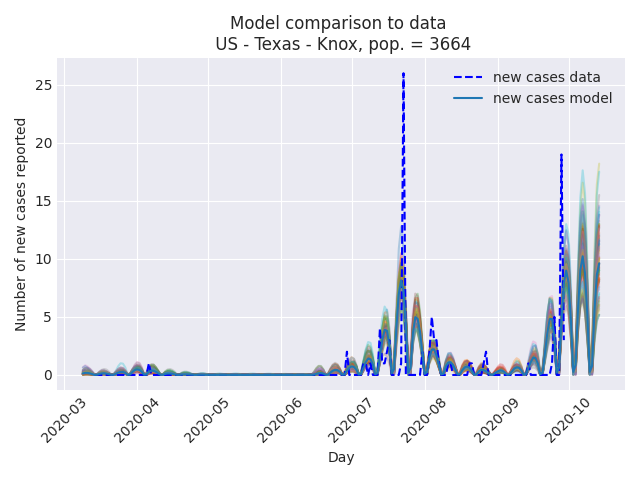 Model comparison to data
US - Texas - Knox, pop. = 3664
new cases data
new cases model
Number of new cases reported
25
20
15
10
5
0
2020-03
2020-04
2020-05
2020-06
2020-07
2020-08
2020-09
2020-10
Day